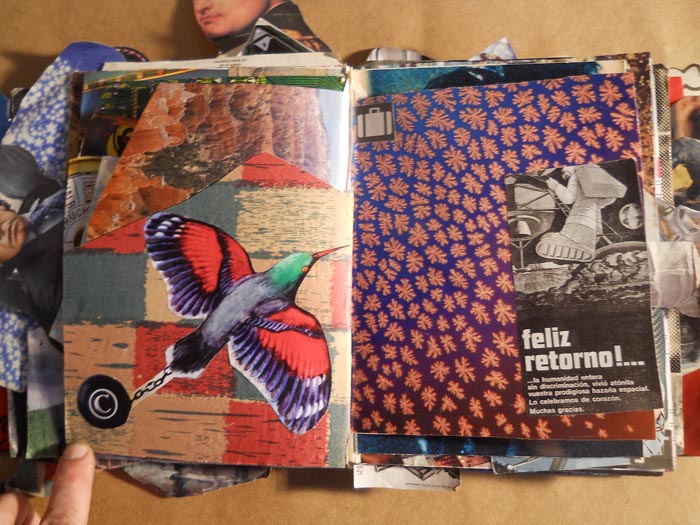 ©
feliz
retorno!...
...la humanidad entera
sin discriminación, vivió atónita
vuestra prodigiosa hazaña espacial.
Lo celebramos de corazón.
Muchas gracias.